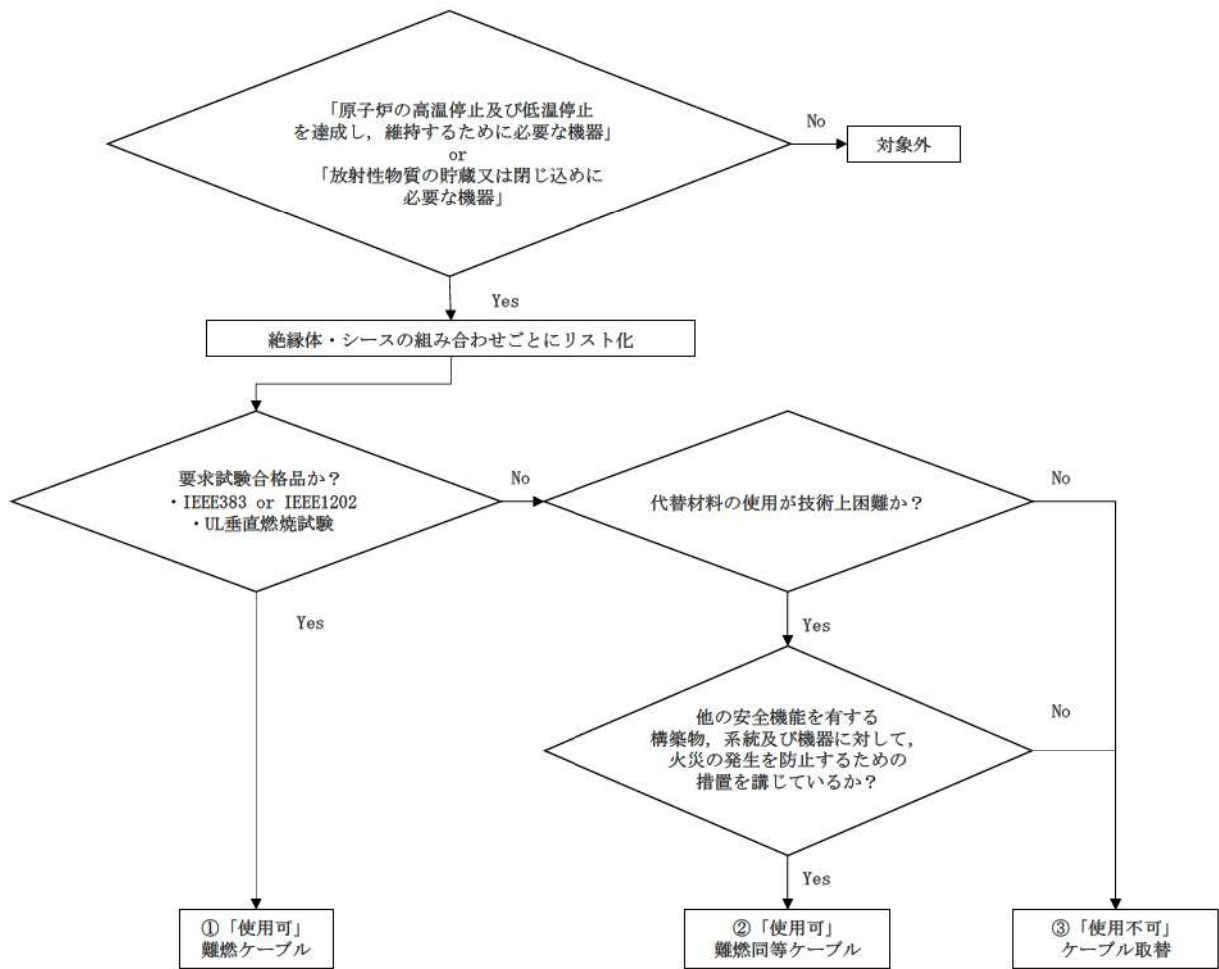 「原子炉の高温停止及び低温停止
を達成し，維持するために必要な機器」
or
「放射性物質の貯蔵又は閉じ込めに
必要な機器」
No
対象外
Yes
絶縁体・シースの組み合わせごとにリスト化
要求試験合格品か？
・IEEE383 or IEEE1202
・UL垂直燃焼試験
No
代替材料の使用が技術上困難か？
No
Yes
Yes
他の安全機能を有する
構築物，系統及び機器に対して，
火災の発生を防止するための
措置を講じているか？
No
Yes
①「使用可」
難燃ケーブル
②「使用可」
難燃同等ケーブル
③「使用不可」
ケーブル取替